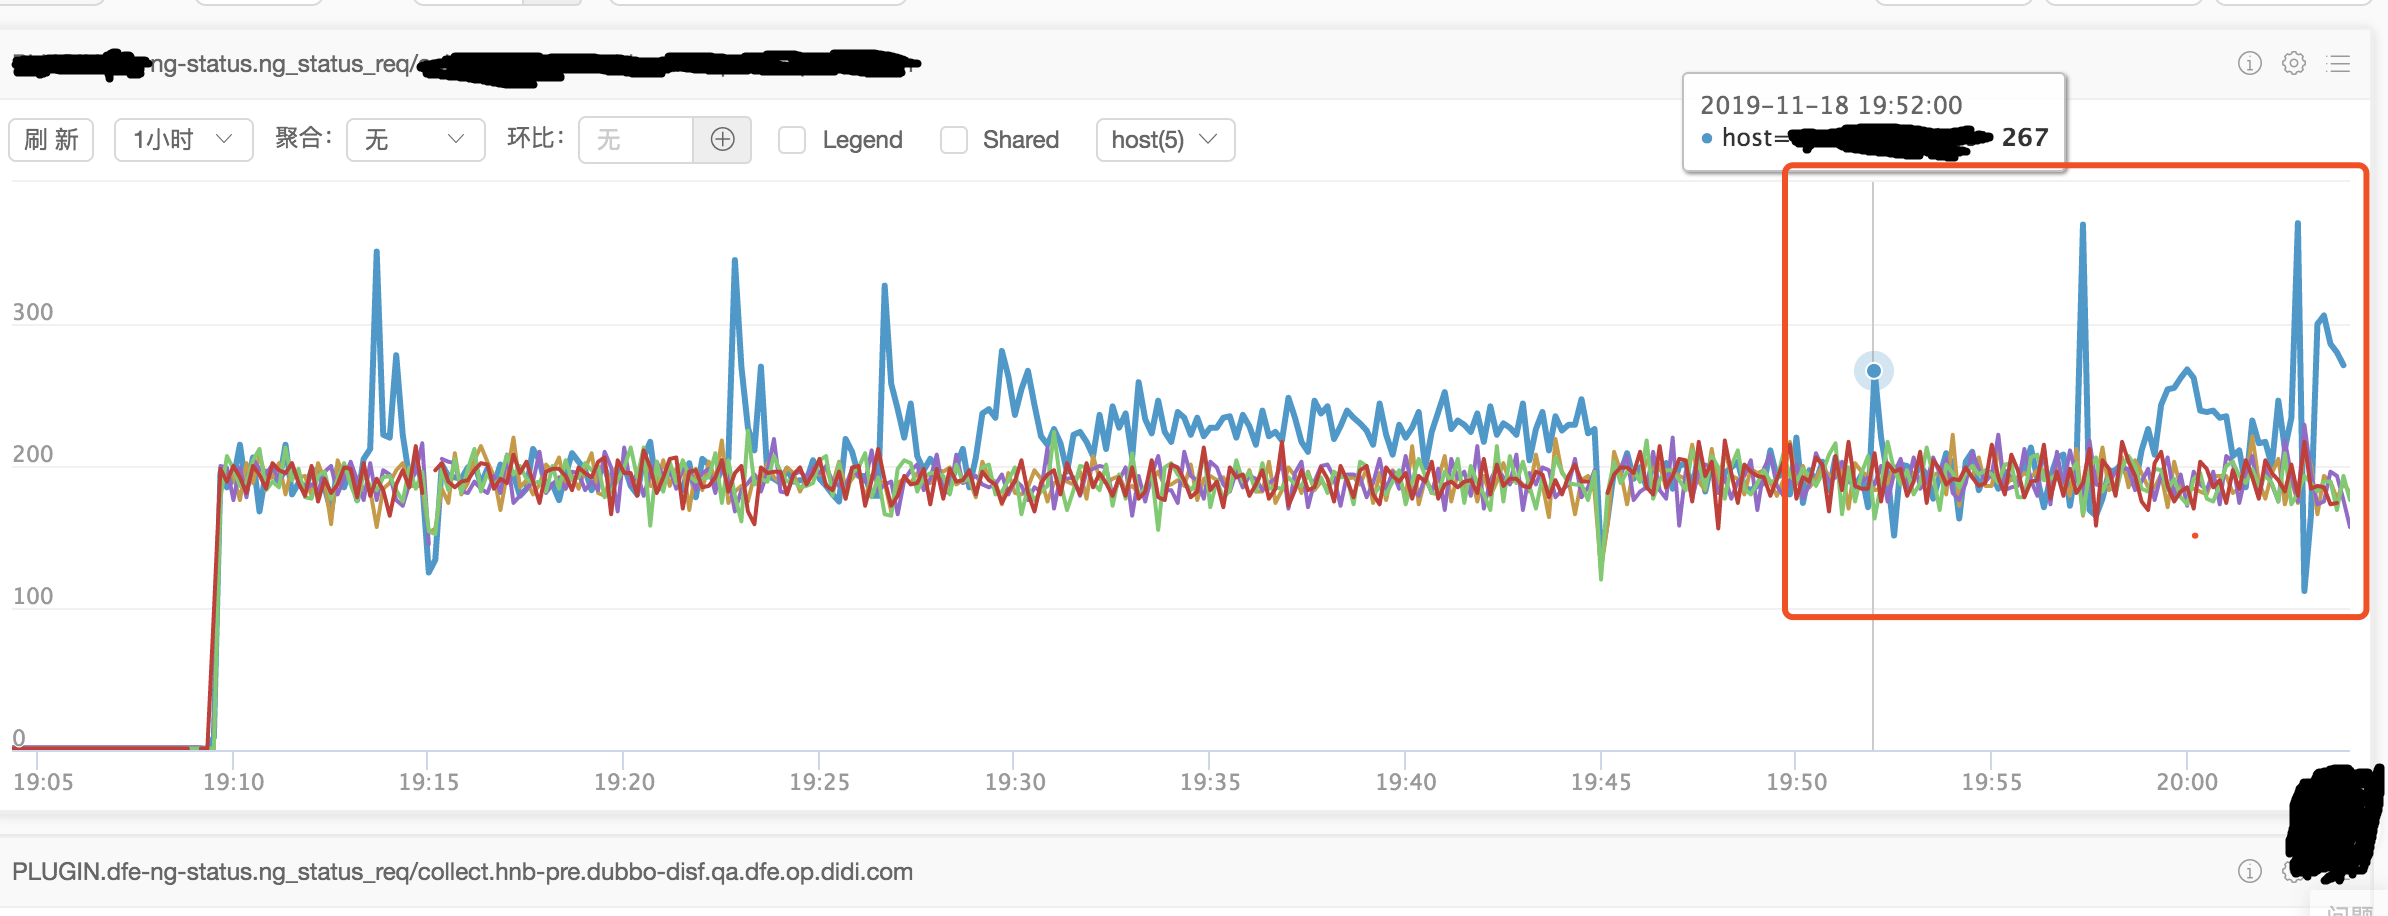 ng-status.ng_status_req/
2019-11-18 19:52:00
host= 267
刷 新 1小时 聚合: 无 环比: 无 Legend Shared host(5)
300
200
100
0
19:05 19:10 19:15 19:20 19:25 19:30 19:35 19:40 19:45 19:50 19:55 20:00
PLUGIN.dfe-ng-status.ng_status_req/collect.hnb-pre.dubbo-disf.qa.dfe.op.didi.com